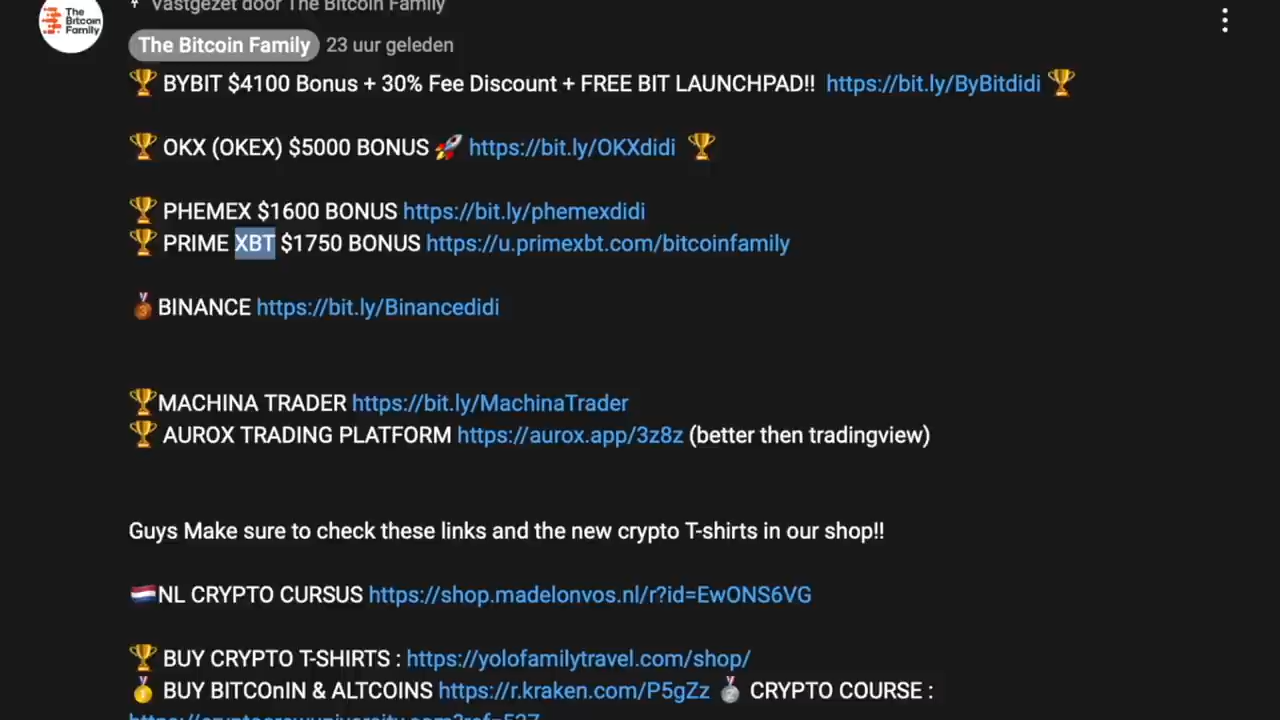 The Bitcoin Family
Vastgezet door The Bitcoin Family
The Bitcoin Family 23 uur geleden
🏆 BYBIT $4100 Bonus + 30% Fee Discount + FREE BIT LAUNCHPAD!! https://bit.ly/ByBitdidi 🏆
🏆 OKX (OKEX) $5000 BONUS 🚀 https://bit.ly/OKXdidi 🏆
🏆 PHEMEX $1600 BONUS https://bit.ly/phemexdidi
🏆 PRIME XBT $1750 BONUS https://u.primexbt.com/bitcoinfamily
🥉BINANCE https://bit.ly/Binancedidi
🏆MACHINA TRADER https://bit.ly/MachinaTrader
🏆 AUROX TRADING PLATFORM https://aurox.app/3z8z (better then tradingview)
Guys Make sure to check these links and the new crypto T-shirts in our shop!!
🇳🇱NL CRYPTO CURSUS https://shop.madelonvos.nl/r?id=EwONS6VG
🏆 BUY CRYPTO T-SHIRTS : https://yolofamilytravel.com/shop/
🥇 BUY BITCOnIN & ALTCOINS https://r.kraken.com/P5gZz 🥈 CRYPTO COURSE :